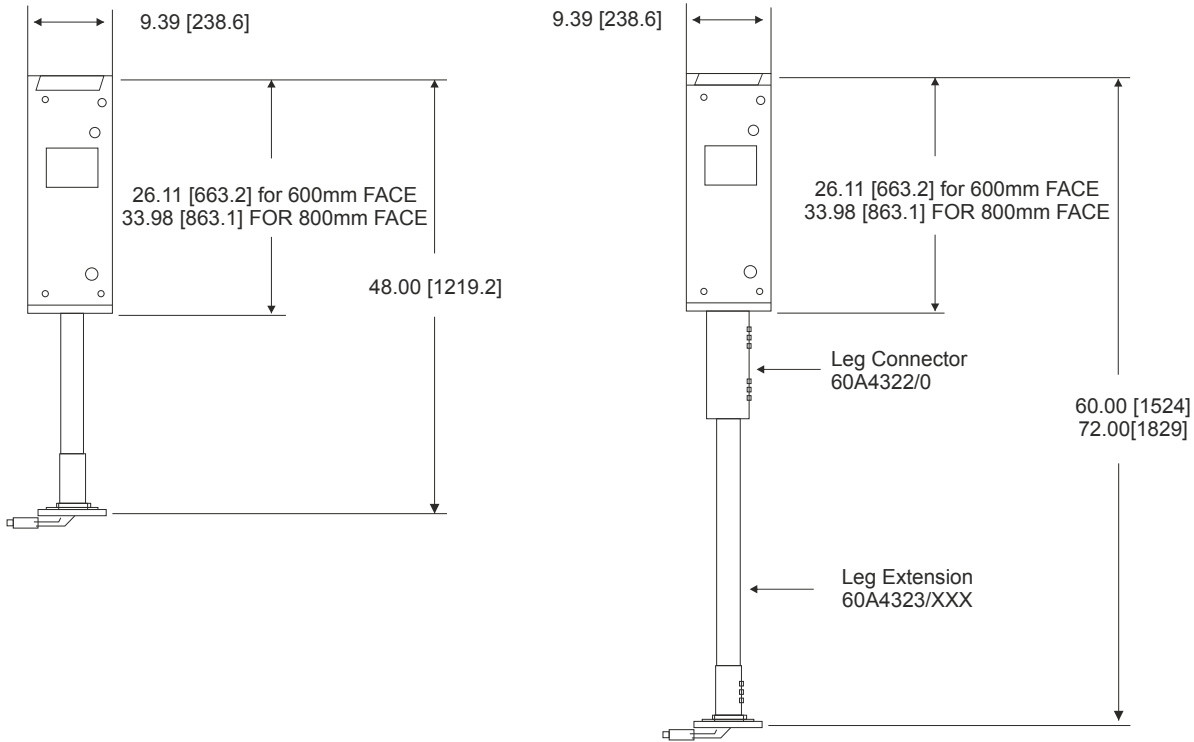 9.39 [238.6]
26.11 [663.2] for 600mm FACE
33.98 [863.1] FOR 800mm FACE
48.00 [1219.2]
9.39 [238.6]
26.11 [663.2] for 600mm FACE
33.98 [863.1] FOR 800mm FACE
Leg Connector
60A4322/0
60.00 [1524]
72.00[1829]
Leg Extension
60A4323/XXX